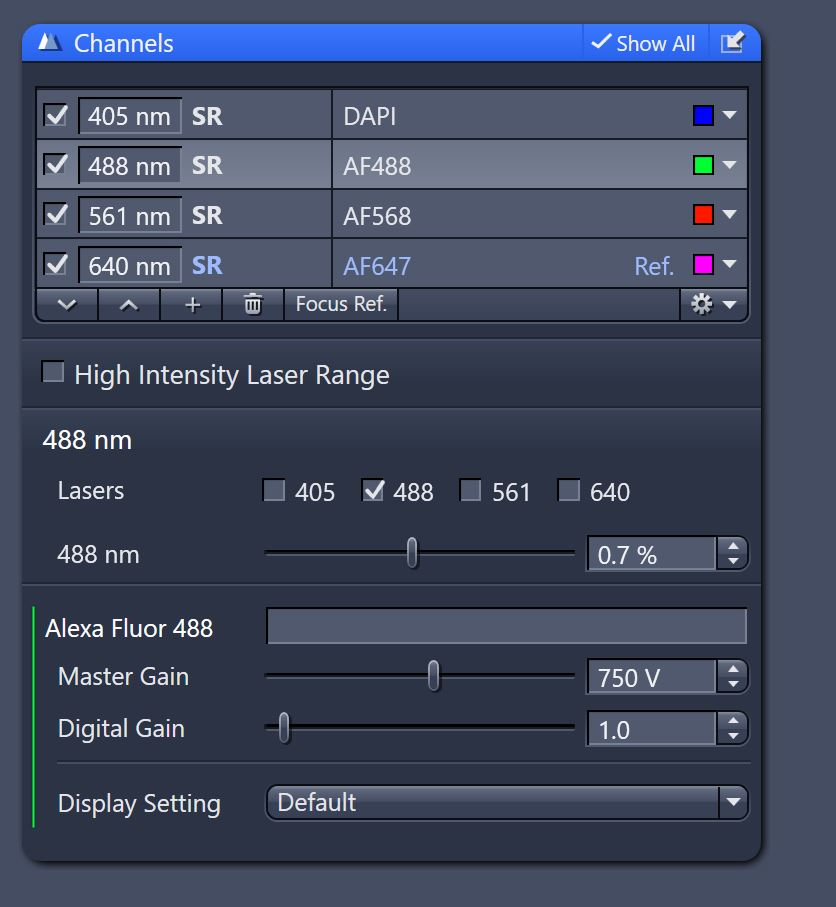 Channels Show All
405 nm SR DAPI
488 nm SR AF488
561 nm SR AF568
640 nm SR AF647 Ref.
Focus Ref.
High Intensity Laser Range
488 nm
Lasers 405 488 561 640
488 nm 0.7 %
Alexa Fluor 488
Master Gain 750 V
Digital Gain 1.0
Display Setting Default